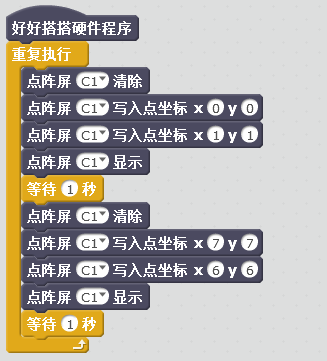 好好搭搭硬件程序
重复执行
点阵屏 C1 清除
点阵屏 C1 写入点坐标 x 0 y 0
点阵屏 C1 写入点坐标 x 1 y 1
点阵屏 C1 显示
等待 1 秒
点阵屏 C1 清除
点阵屏 C1 写入点坐标 x 7 y 7
点阵屏 C1 写入点坐标 x 6 y 6
点阵屏 C1 显示
等待 1 秒